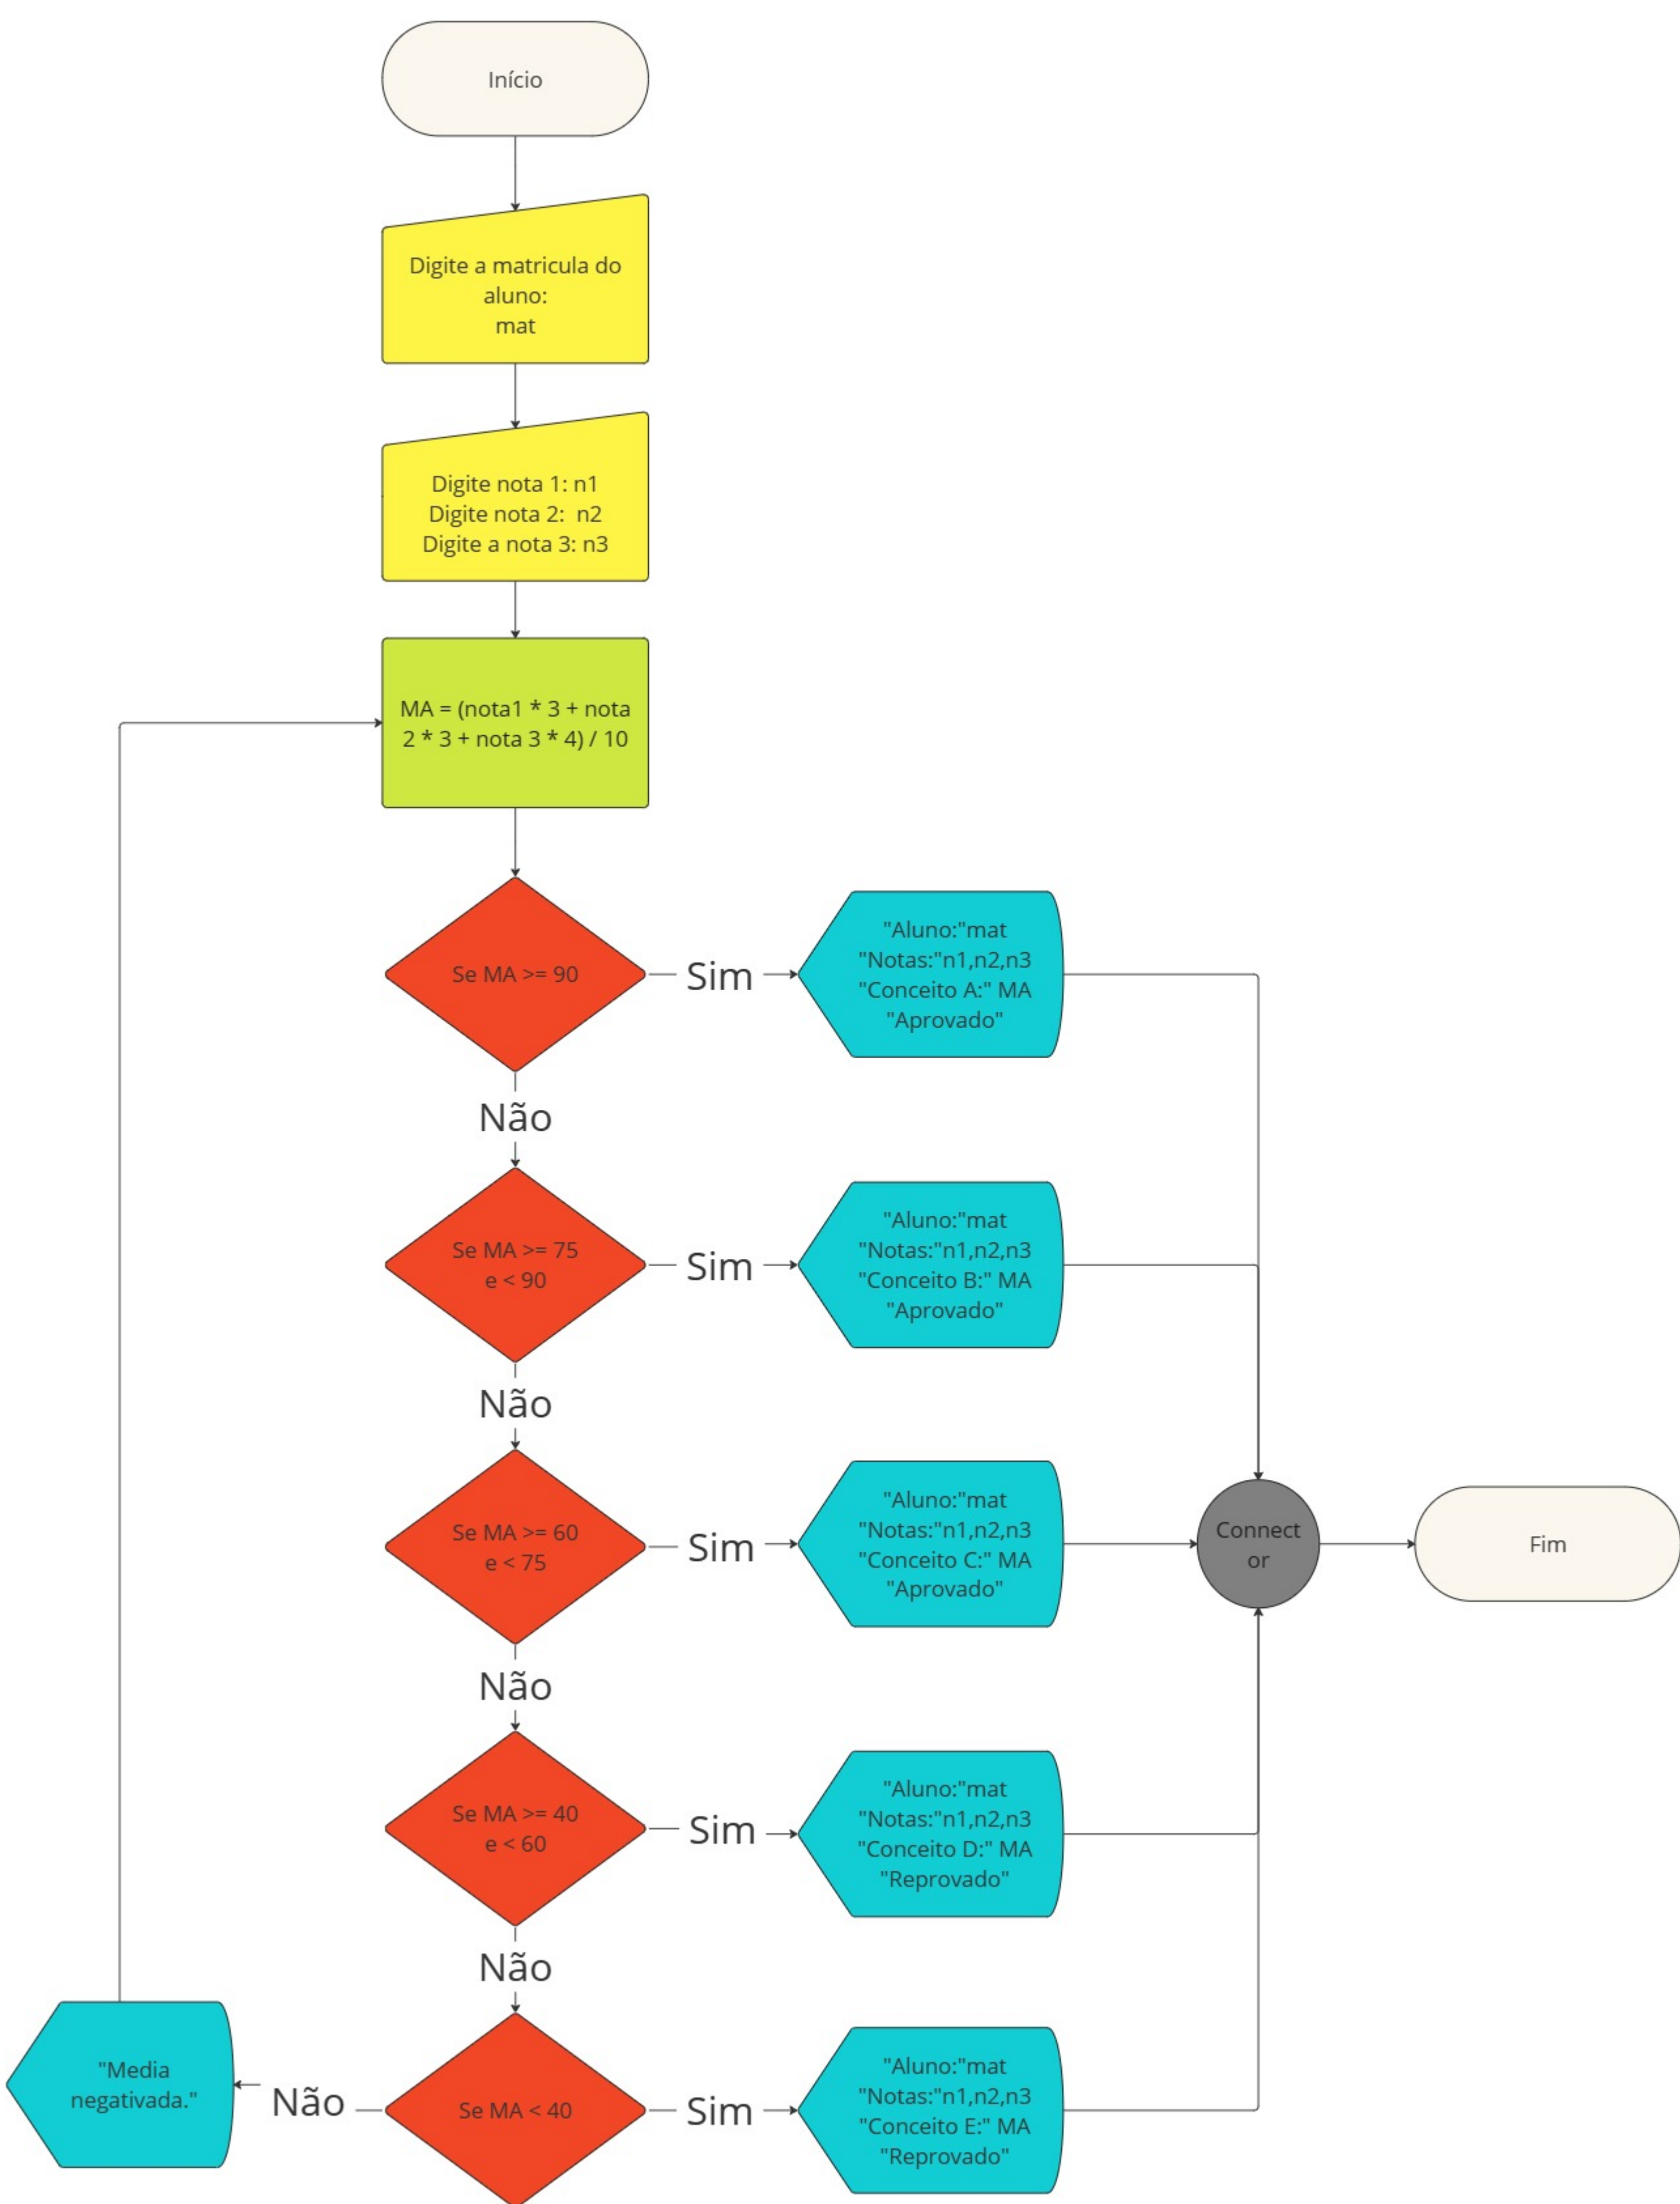 Início
Digite a matricula do
aluno:
mat
Digite nota 1: n1
Digite nota 2:  n2
Digite a nota 3: n3
MA = (nota1 * 3 + nota
2 * 3 + nota 3 * 4) / 10
Se MA >= 90
Sim
"Aluno:"mat
"Notas:"n1,n2,n3
"Conceito A:" MA
"Aprovado"
Não
Se MA >= 75
e < 90
Sim
"Aluno:"mat
"Notas:"n1,n2,n3
"Conceito B:" MA
"Aprovado"
Não
Se MA >= 60
e < 75
Sim
"Aluno:"mat
"Notas:"n1,n2,n3
"Conceito C:" MA
"Aprovado"
Connect
or
Fim
Não
Se MA >= 40
e < 60
Sim
"Aluno:"mat
"Notas:"n1,n2,n3
"Conceito D:" MA
"Reprovado"
Não
Se MA < 40
Sim
"Aluno:"mat
"Notas:"n1,n2,n3
"Conceito E:" MA
"Reprovado"
Não
"Media
negativada."